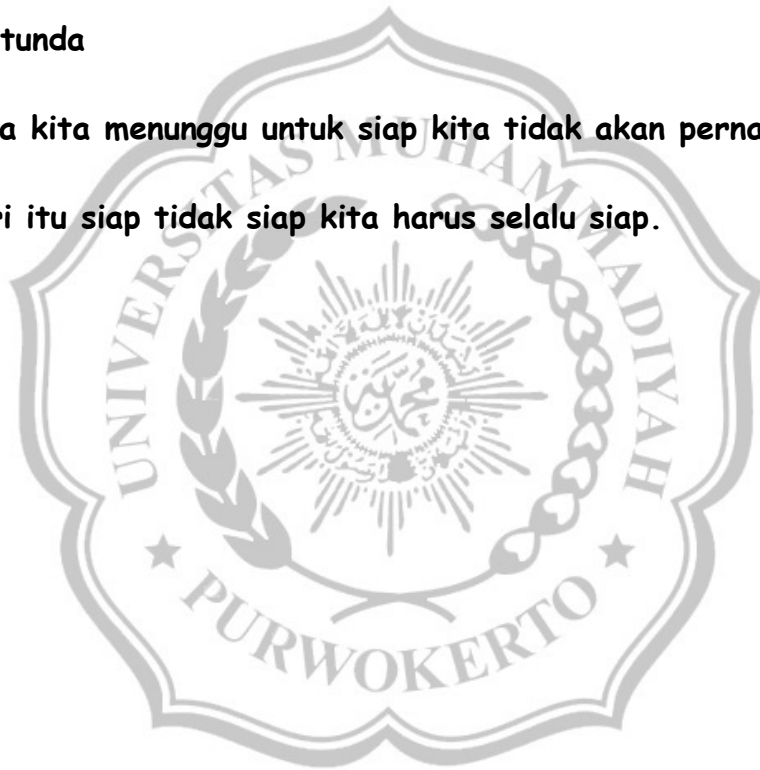 tunda
a kita menunggu untuk siap kita tidak akan perna
ri itu siap tidak siap kita harus selalu siap.
UNIVERSITAS MUHAMMADIYAH
PURWOKERTO